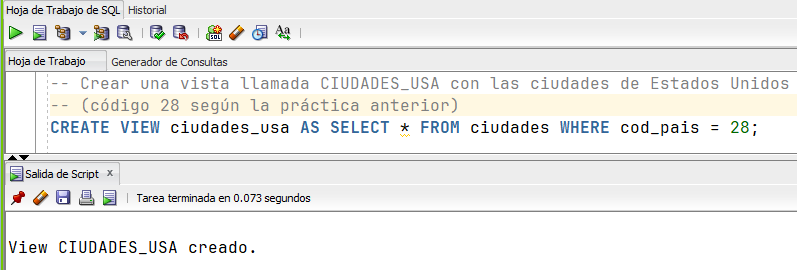 Hoja de Trabajo de SQL Historial
SQL Aa
Hoja de Trabajo Generador de Consultas
-- Crear una vista llamada CIUDADES_USA con las ciudades de Estados Unidos
-- (código 28 según la práctica anterior)
CREATE VIEW ciudades_usa AS SELECT * FROM ciudades WHERE cod_pais = 28;
Salida de Script x
Tarea terminada en 0.073 segundos
View CIUDADES_USA creado.